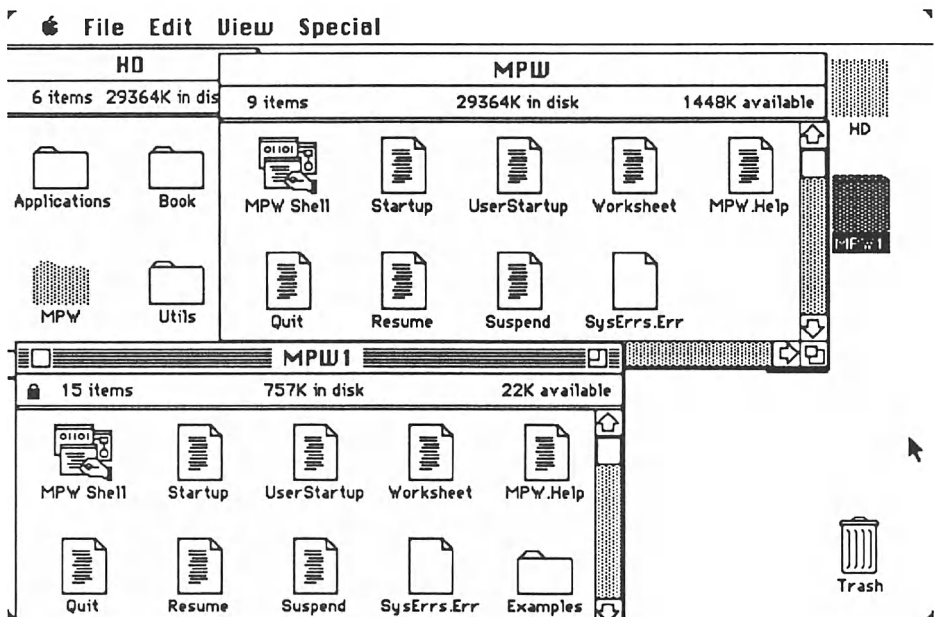 File Edit View Special
HD
6 items 29364K in dis
Applications Book
MPW Utils
MPW
9 items 29364K in disk 1448K available
01101
MPW Shell Startup UserStartup Worksheet MPW.Help
Quit Resume Suspend SysErrs.Err
HD
MPW1
MPW1
15 items 757K in disk 22K available
01101
MPW Shell Startup UserStartup Worksheet MPW.Help
Quit Resume Suspend SysErrs.Err Examples
Trash